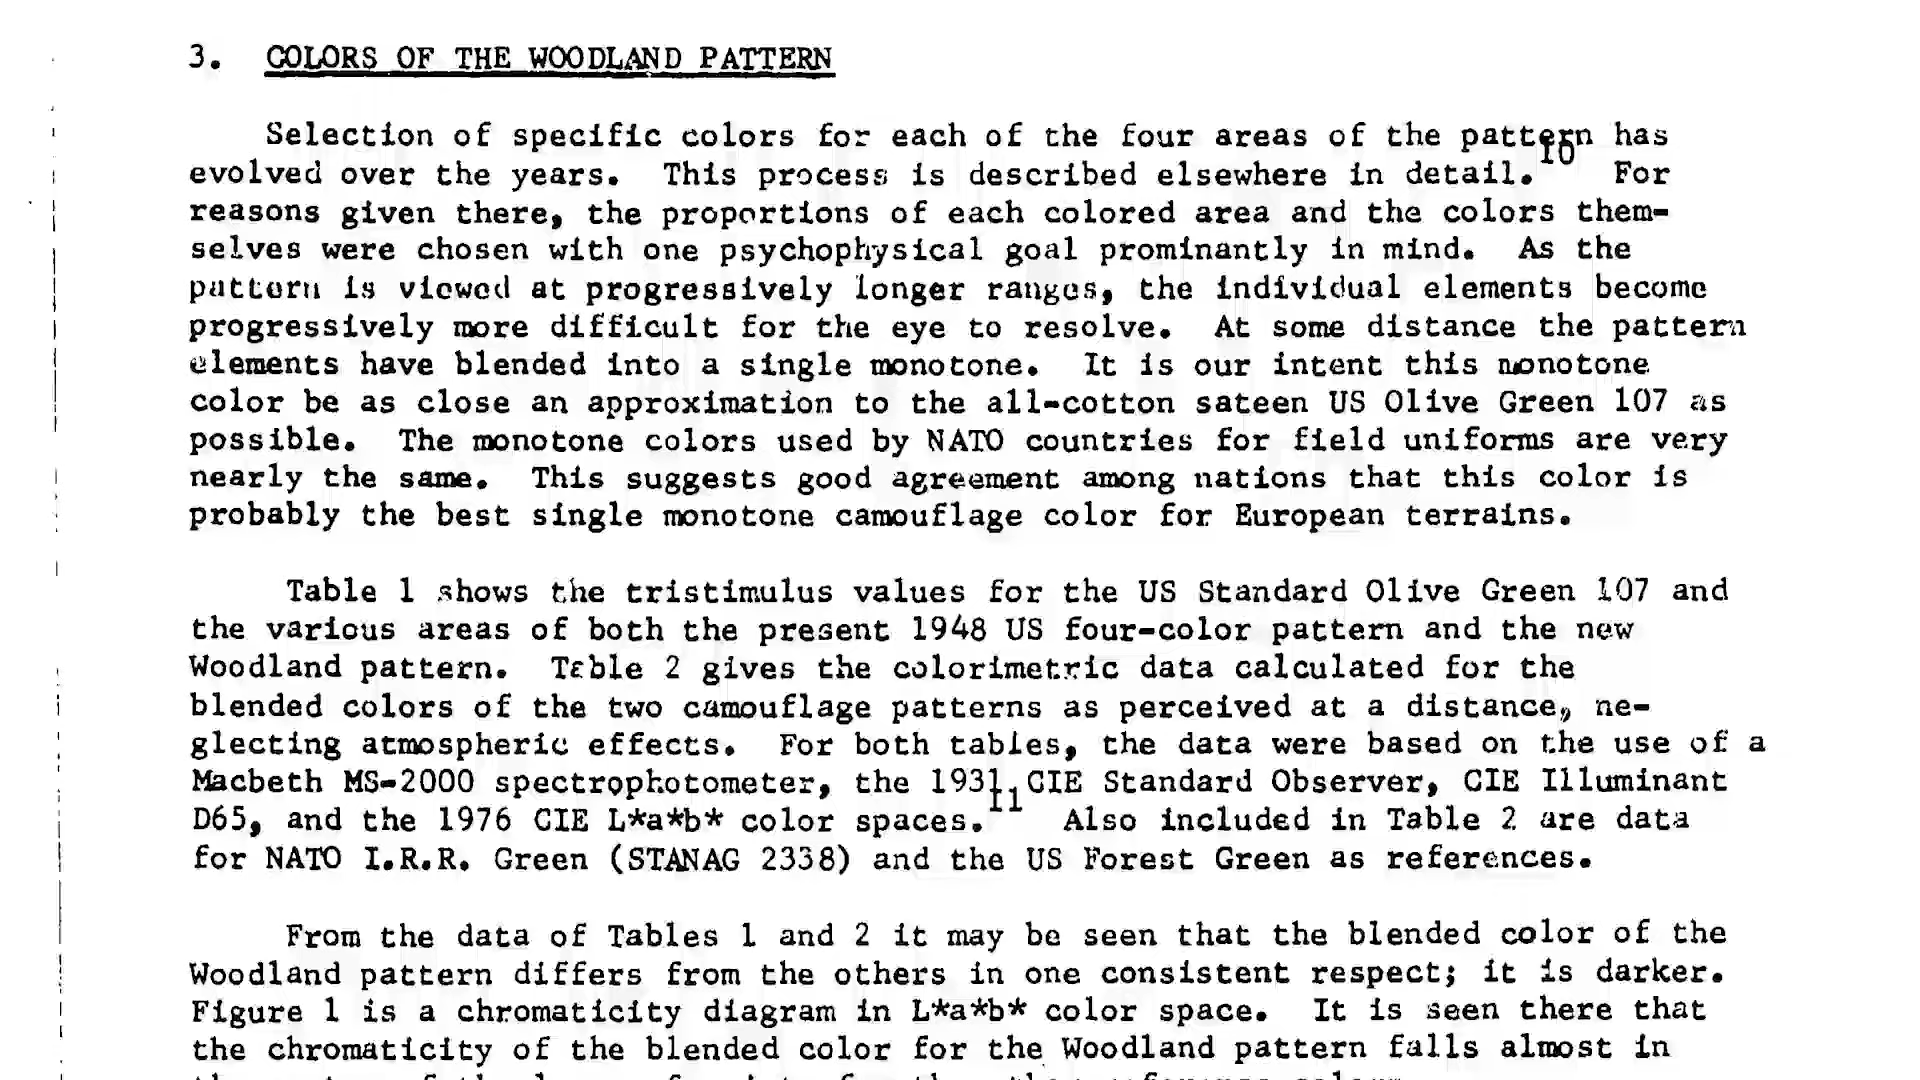 3. COLORS OF THE WOODLAND PATTERN
Selection of specific colors for each of the four areas of the pattern has
evolved over the years. This process is described elsewhere in detail.10 For
reasons given there, the proportions of each colored area and the colors them-
selves were chosen with one psychophysical goal prominantly in mind. As the
pattern is viewed at progressively longer ranges, the individual elements become
progressively more difficult for the eye to resolve. At some distance the pattern
elements have blended into a single monotone. It is our intent this monotone
color be as close an approximation to the all-cotton sateen US Olive Green 107 as
possible. The monotone colors used by NATO countries for field uniforms are very
nearly the same. This suggests good agreement among nations that this color is
probably the best single monotone camouflage color for European terrains.
Table 1 shows the tristimulus values for the US Standard Olive Green 107 and
the various areas of both the present 1948 US four-color pattern and the new
Woodland pattern. Table 2 gives the colorimetric data calculated for the
blended colors of the two camouflage patterns as perceived at a distance, ne-
glecting atmospheric effects. For both tables, the data were based on the use of a
Macbeth MS-2000 spectrophotometer, the 1931 CIE Standard Observer, CIE Illuminant
D65, and the 1976 CIE L*a*b* color spaces.11 Also included in Table 2 are data
for NATO I.R.R. Green (STANAG 2338) and the US Forest Green as references.
From the data of Tables 1 and 2 it may be seen that the blended color of the
Woodland pattern differs from the others in one consistent respect; it is darker.
Figure 1 is a chromaticity diagram in L*a*b* color space. It is seen there that
the chromaticity of the blended color for the Woodland pattern falls almost in